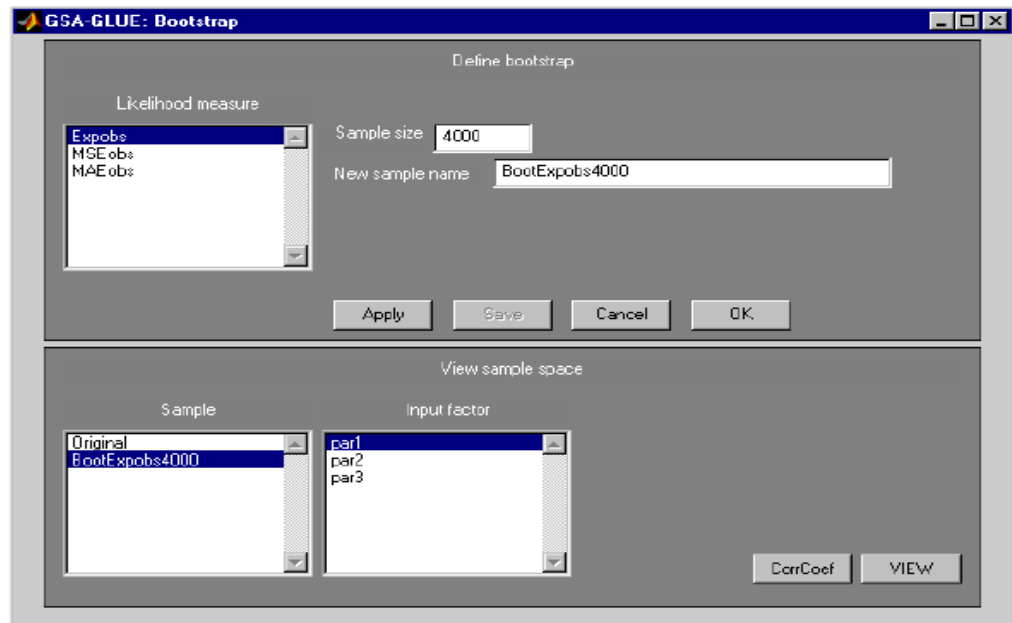 GSA-GLUE: Bootstrap
Define bootstrap
Likelihood measure
Expobs
MSEobs
MAEobs
Sample size 4000
New sample name BootExpobs4000
Apply Save Cancel OK
View sample space
Sample Input factor
Original
BootExpobs4000
par1
par2
par3
CorrCoef VIEW